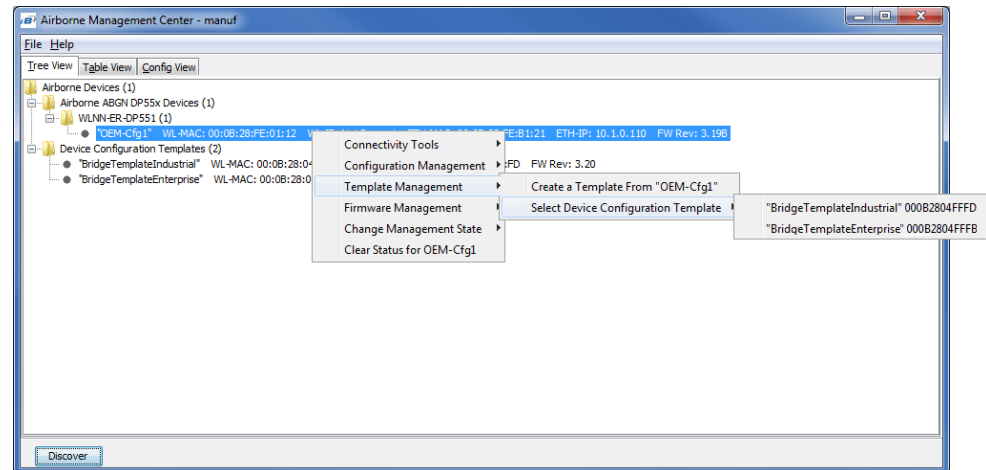 Airborne Management Center - manuf
File Help
Tree View Table View Config View
Airborne Devices (1)
Airborne ABGN DP55x Devices (1)
WLNN-ER-DP551 (1)
"OEM-Cfg1" WL-MAC: 00:0B:28:FE:01:12 FE:B1:21 ETH-IP: 10.1.0.110 FW Rev: 3.19B
Device Configuration Templates (2)
"BridgeTemplateIndustrial" WL-MAC: 00:0B:28:04 :FD FW Rev: 3.20
"BridgeTemplateEnterprise" WL-MAC: 00:0B:28:0
Connectivity Tools
Configuration Management
Template Management
Firmware Management
Change Management State
Clear Status for OEM-Cfg1
Create a Template From "OEM-Cfg1"
Select Device Configuration Template
"BridgeTemplateIndustrial" 000B2804FFFD
"BridgeTemplateEnterprise" 000B2804FFFB
Discover